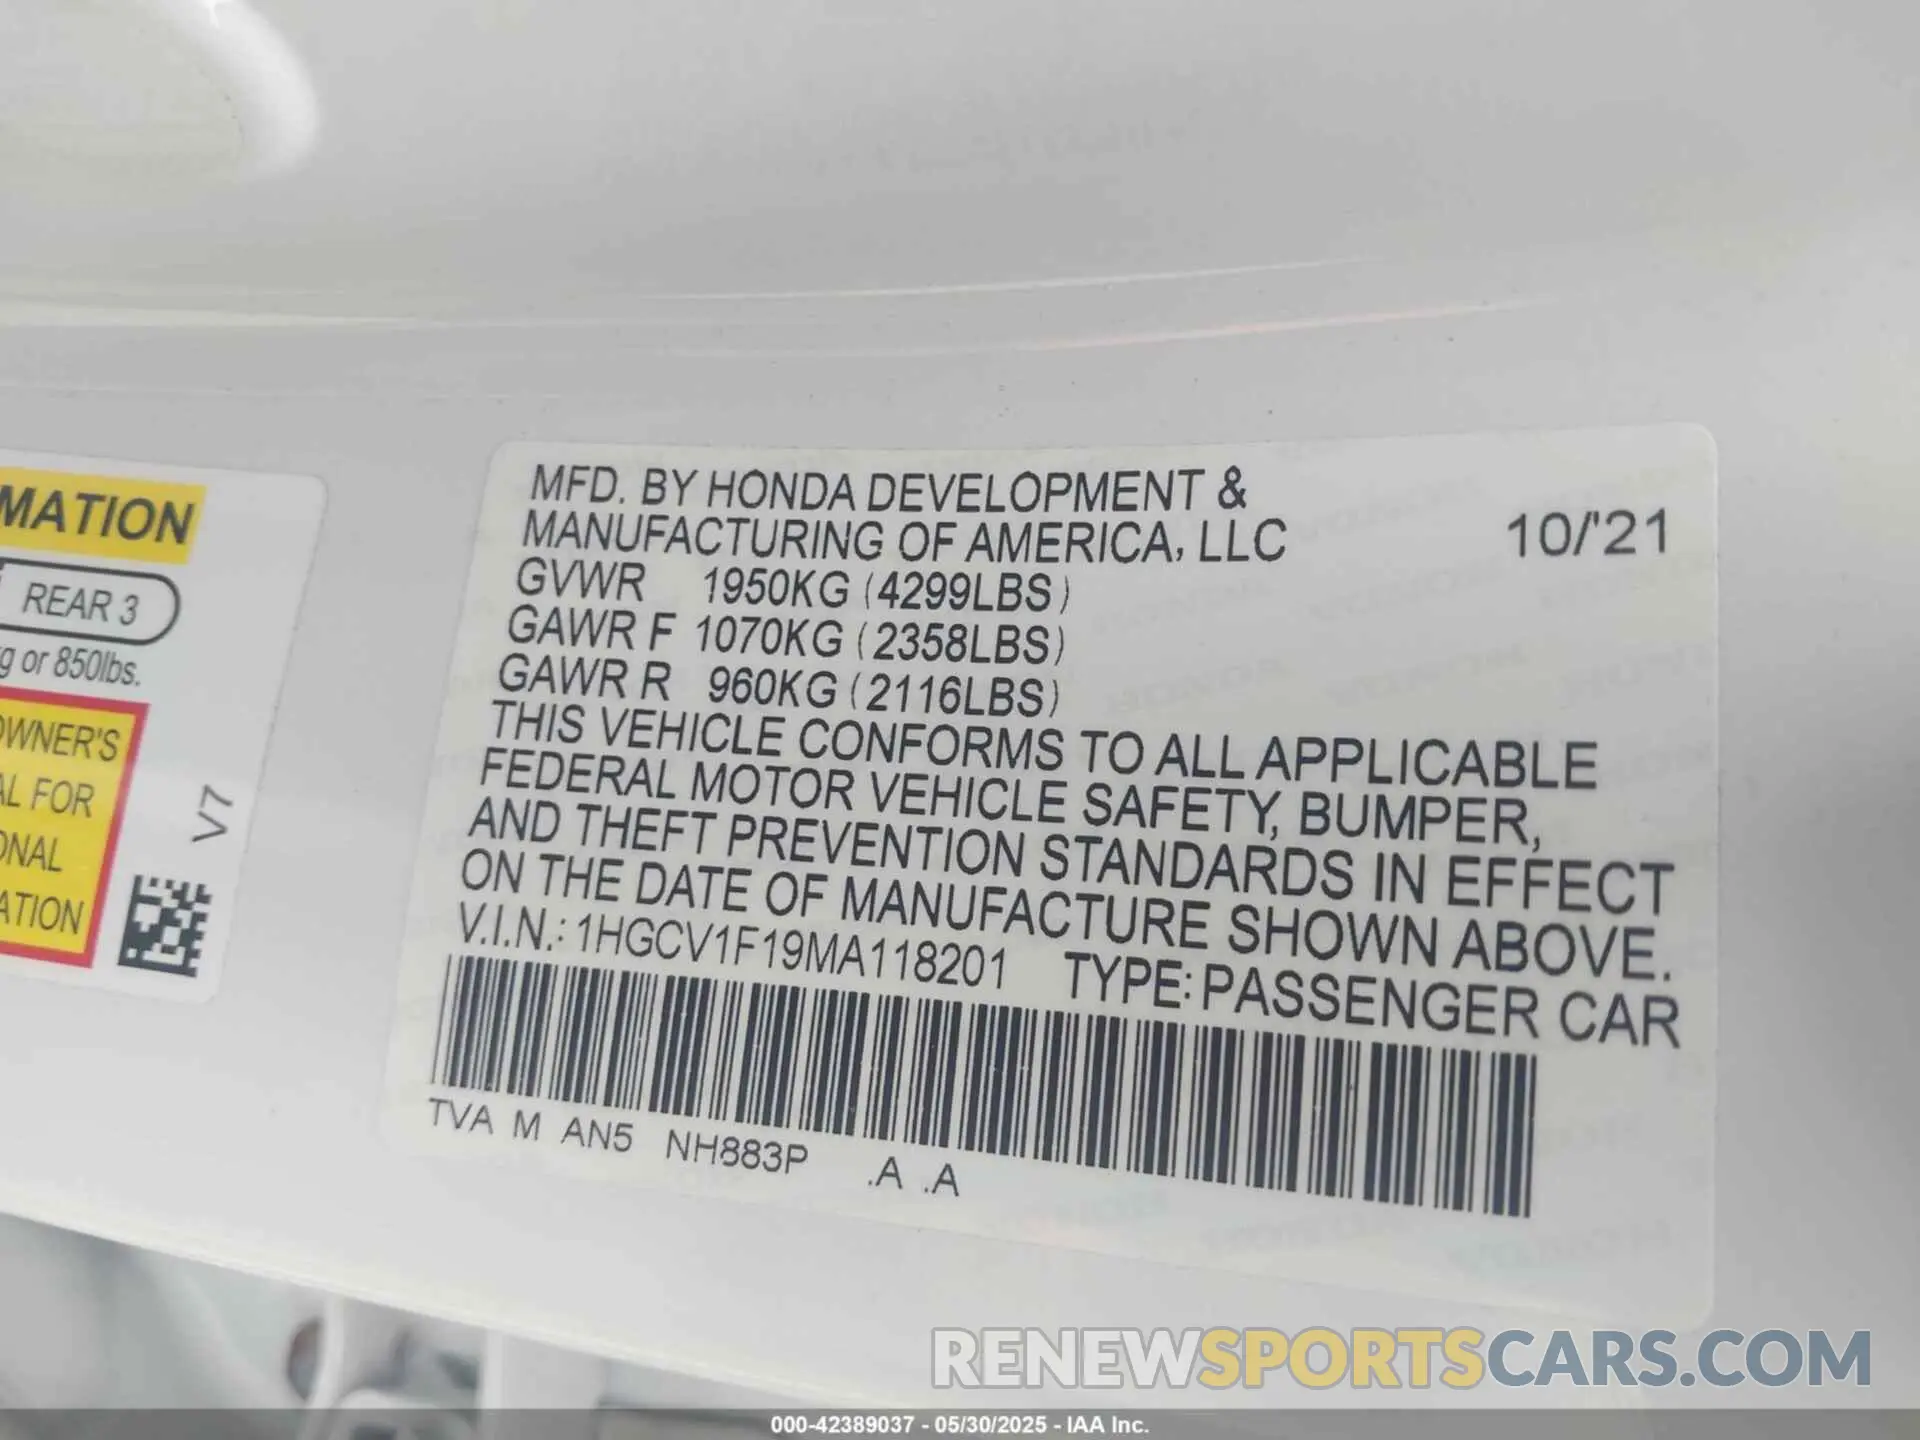 MATION
REAR 3
g or 850lbs.
OWNER'S
AL FOR
ONAL
ATION
V7
MFD. BY HONDA DEVELOPMENT &
MANUFACTURING OF AMERICA, LLC 10/'21
GVWR 1950KG (4299LBS)
GAWR F 1070KG (2358LBS)
GAWR R 960KG (2116LBS)
THIS VEHICLE CONFORMS TO ALL APPLICABLE
FEDERAL MOTOR VEHICLE SAFETY, BUMPER,
AND THEFT PREVENTION STANDARDS IN EFFECT
ON THE DATE OF MANUFACTURE SHOWN ABOVE.
V.I.N.: 1HGCV1F19MA118201 TYPE: PASSENGER CAR
TVA M AN5 NH883P .A .A
RENEWSPORTSCARS.COM
000-42389037 - 05/30/2025 - IAA Inc.